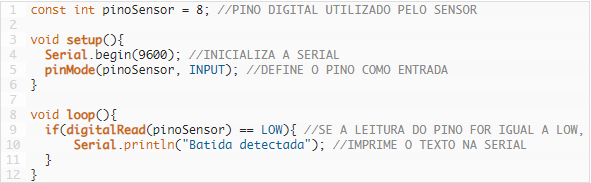 1 const int pinoSensor = 8; //PINO DIGITAL UTILIZADO PELO SENSOR
2
3 void setup(){
4 Serial.begin(9600); //INICIALIZA A SERIAL
5 pinMode(pinoSensor, INPUT); //DEFINE O PINO COMO ENTRADA
6 }
7
8 void loop(){
9 if(digitalRead(pinoSensor) == LOW){ //SE A LEITURA DO PINO FOR IGUAL A LOW,
10 Serial.println("Batida detectada"); //IMPRIME O TEXTO NA SERIAL
11 }
12 }